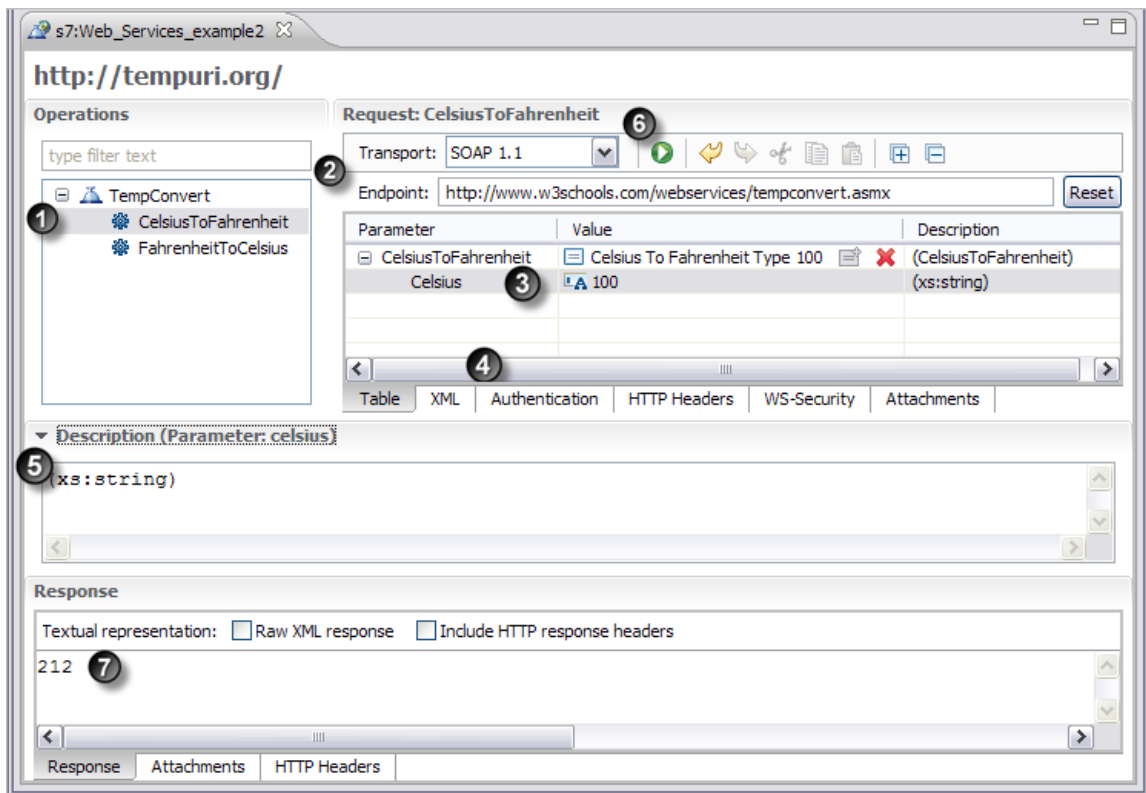 s7:Web_Services_example2
http://tempuri.org/
Operations
type filter text
1
TempConvert
CelsiusToFahrenheit
FahrenheitToCelsius
Request: CelsiusToFahrenheit
6
2
Transport: SOAP 1.1
Endpoint: http://www.w3schools.com/webservices/tempconvert.asmx Reset
Parameter Value Description
CelsiusToFahrenheit Celsius To Fahrenheit Type 100 (CelsiusToFahrenheit)
Celsius 3 A 100 (xs:string)
4
Table XML Authentication HTTP Headers WS-Security Attachments
Description (Parameter: celsius)
5
(xs:string)
Response
Textual representation: Raw XML response Include HTTP response headers
212 7
Response Attachments HTTP Headers